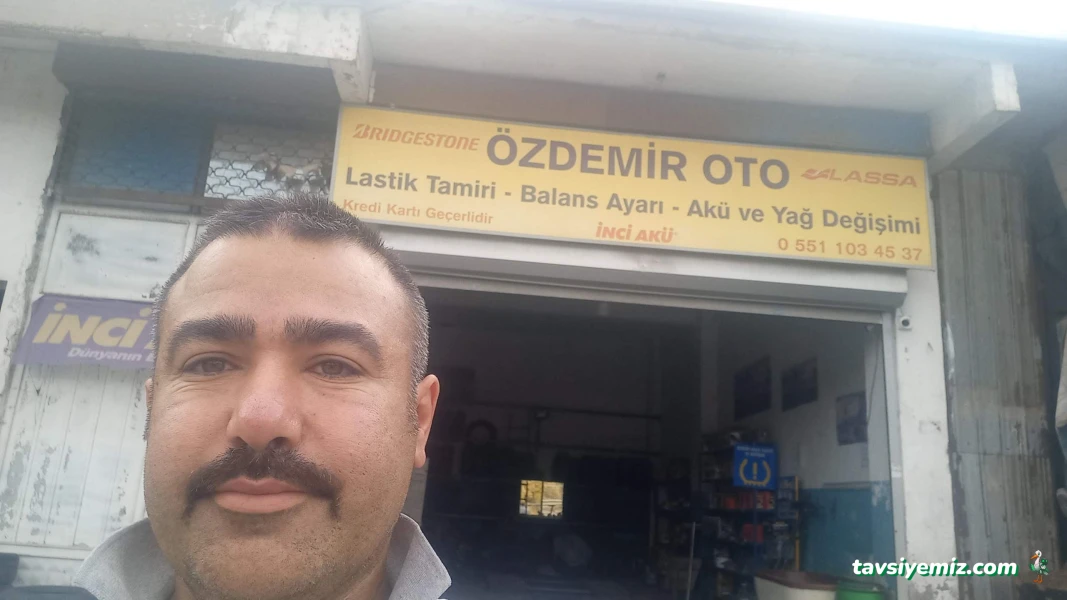 BRIDGESTONE ÖZDEMİR OTO LASSA
Lastik Tamiri - Balans Ayarı - Akü ve Yağ Değişimi
Kredi Kartı Geçerlidir
İNCİ AKÜ
0 551 103 45 37
İNCİ
Dünyanın
tavsiyemiz.com